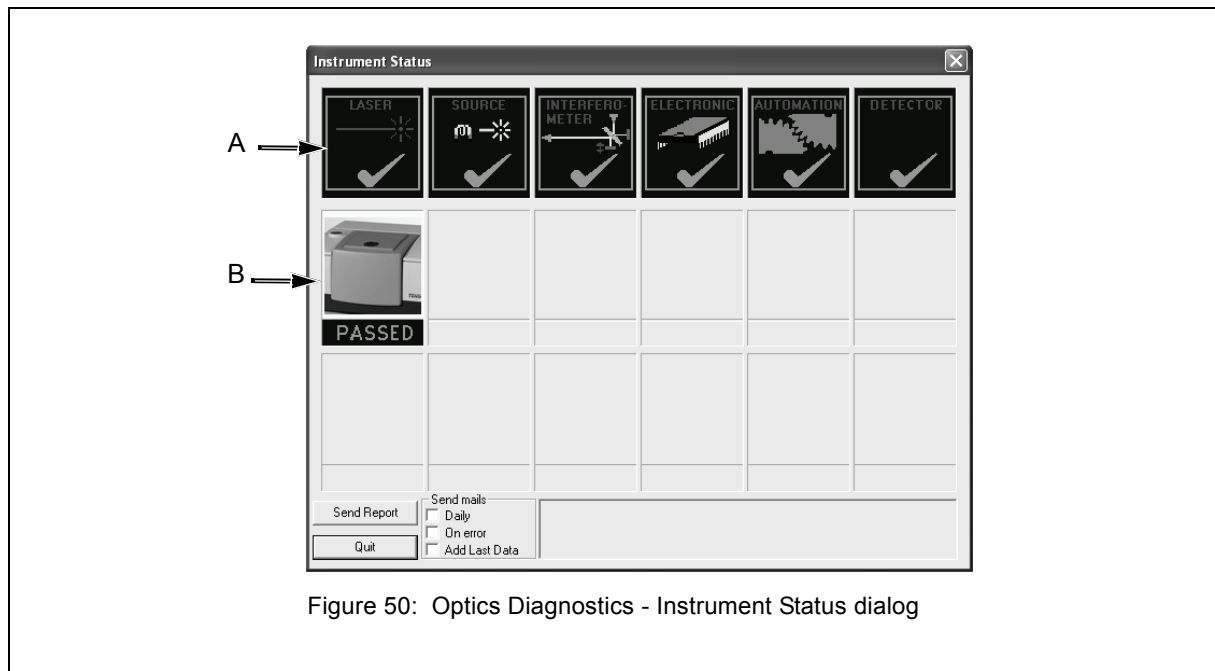 Instrument Status
LASER
SOURCE
INTERFERO-
METER
ELECTRONIC
AUTOMATION
DETECTOR
A
B
PASSED
Send Report
Quit
Send mails
Daily
On error
Add Last Data
Figure 50: Optics Diagnostics - Instrument Status dialog